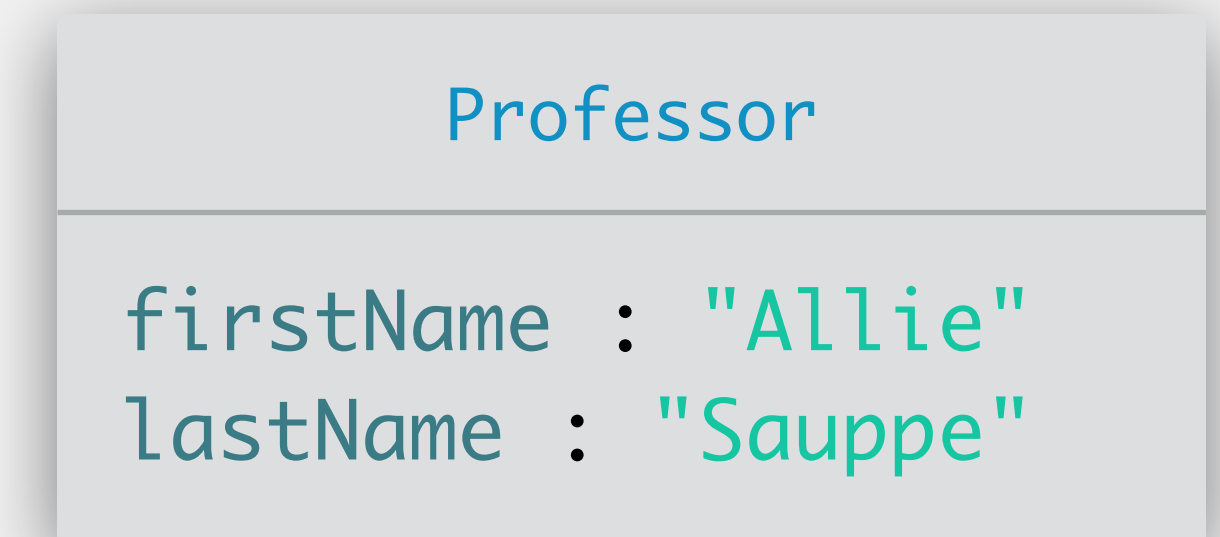 Professor
firstName : "Allie"
lastName : "Sauppe"